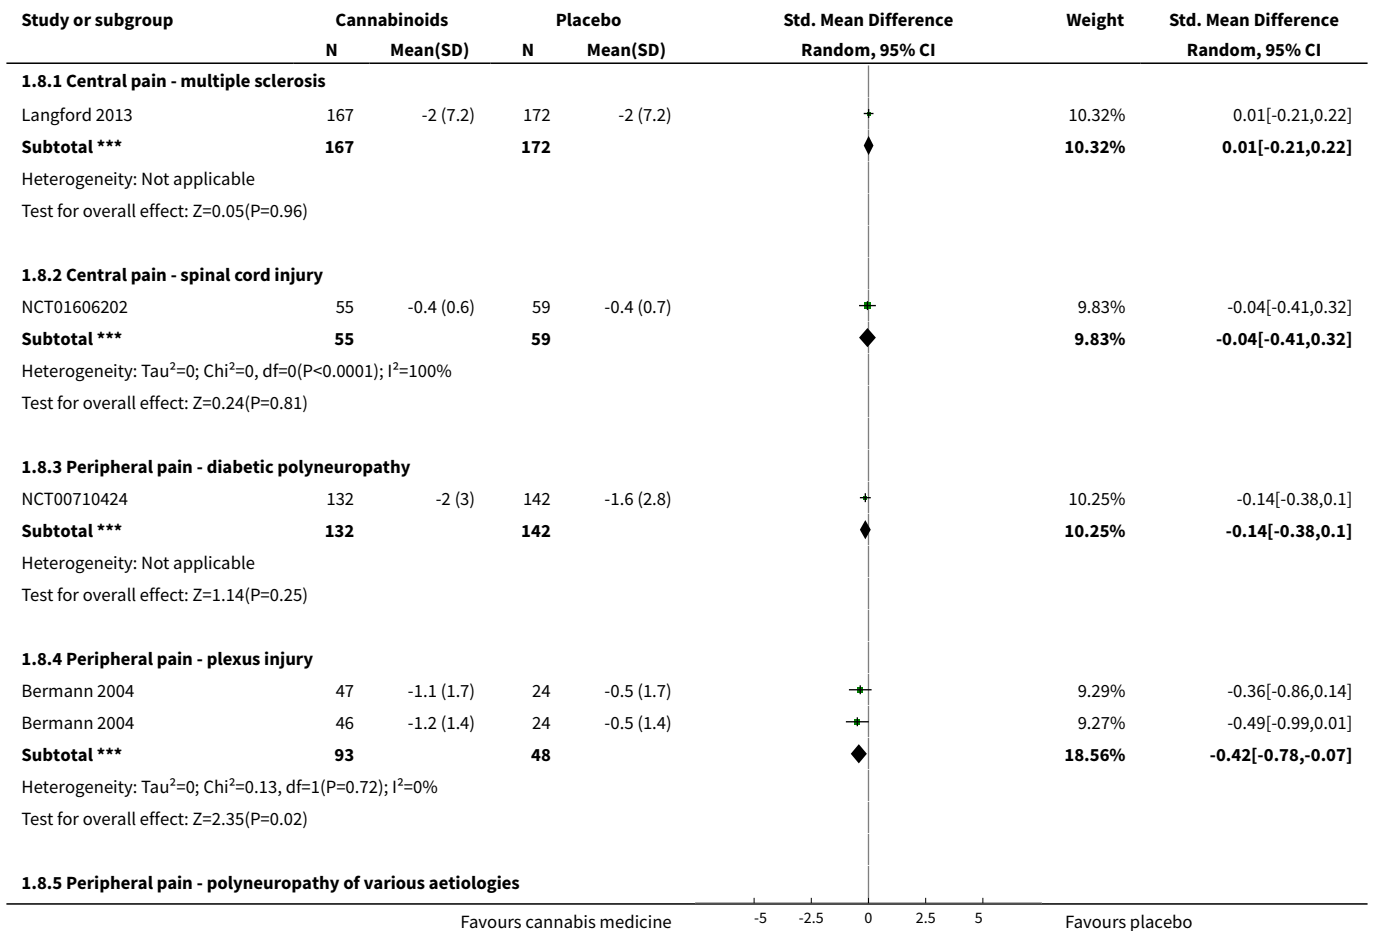 Study or subgroup Cannabinoids Placebo Std. Mean Difference Weight Std. Mean Difference
N Mean(SD) N Mean(SD) Random, 95% CI Random, 95% CI
1.8.1 Central pain - multiple sclerosis
Langford 2013 167 -2 (7.2) 172 -2 (7.2) 10.32% 0.01[-0.21,0.22]
Subtotal *** 167 172 10.32% 0.01[-0.21,0.22]
Heterogeneity: Not applicable
Test for overall effect: Z=0.05(P=0.96)
1.8.2 Central pain - spinal cord injury
NCT01606202 55 -0.4 (0.6) 59 -0.4 (0.7) 9.83% -0.04[-0.41,0.32]
Subtotal *** 55 59 9.83% -0.04[-0.41,0.32]
Heterogeneity: Tau²=0; Chi²=0, df=0(P<0.0001); I²=100%
Test for overall effect: Z=0.24(P=0.81)
1.8.3 Peripheral pain - diabetic polyneuropathy
NCT00710424 132 -2 (3) 142 -1.6 (2.8) 10.25% -0.14[-0.38,0.1]
Subtotal *** 132 142 10.25% -0.14[-0.38,0.1]
Heterogeneity: Not applicable
Test for overall effect: Z=1.14(P=0.25)
1.8.4 Peripheral pain - plexus injury
Bermann 2004 47 -1.1 (1.7) 24 -0.5 (1.7) 9.29% -0.36[-0.86,0.14]
Bermann 2004 46 -1.2 (1.4) 24 -0.5 (1.4) 9.27% -0.49[-0.99,0.01]
Subtotal *** 93 48 18.56% -0.42[-0.78,-0.07]
Heterogeneity: Tau²=0; Chi²=0.13, df=1(P=0.72); I²=0%
Test for overall effect: Z=2.35(P=0.02)
1.8.5 Peripheral pain - polyneuropathy of various aetiologies
Favours cannabis medicine -5 -2.5 0 2.5 5 Favours placebo